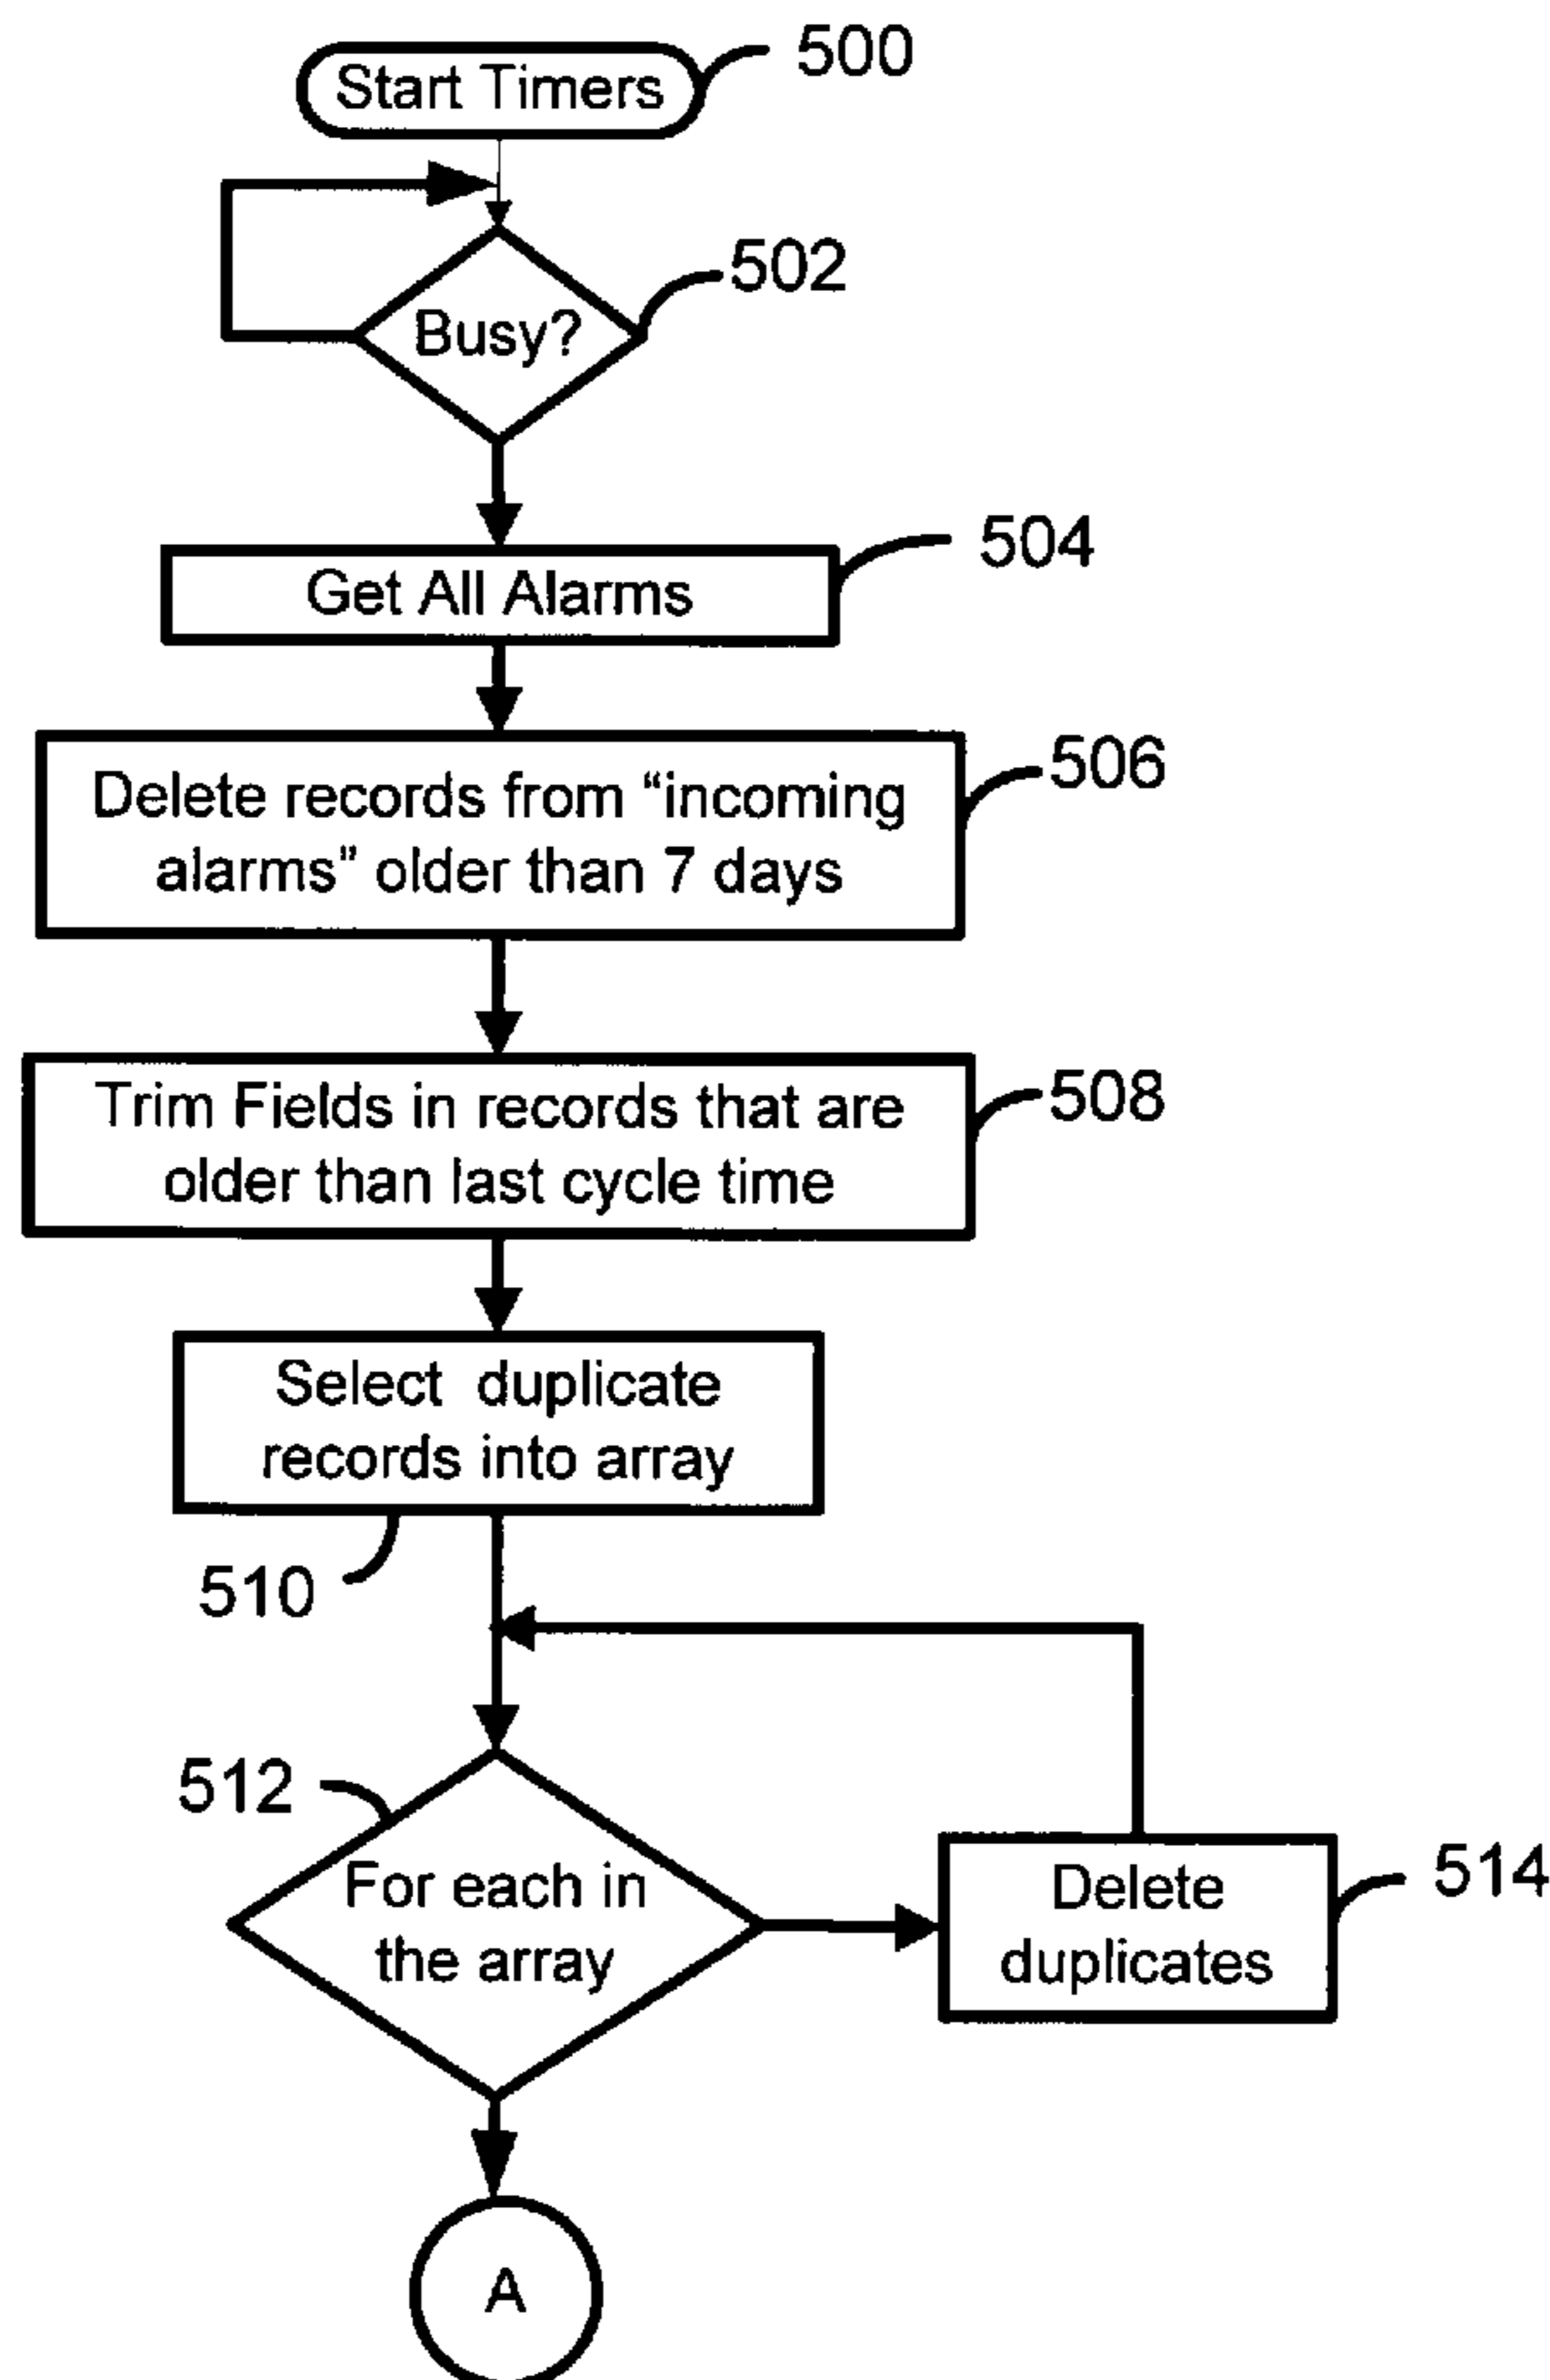 Start Timers
500
Busy?
502
Get All Alarms
504
Delete records from “incoming
alarms” older than 7 days
506
Trim Fields in records that are
older than last cycle time
508
Select duplicate
records into array
510
512
For each in
the array
Delete
duplicates
514
A